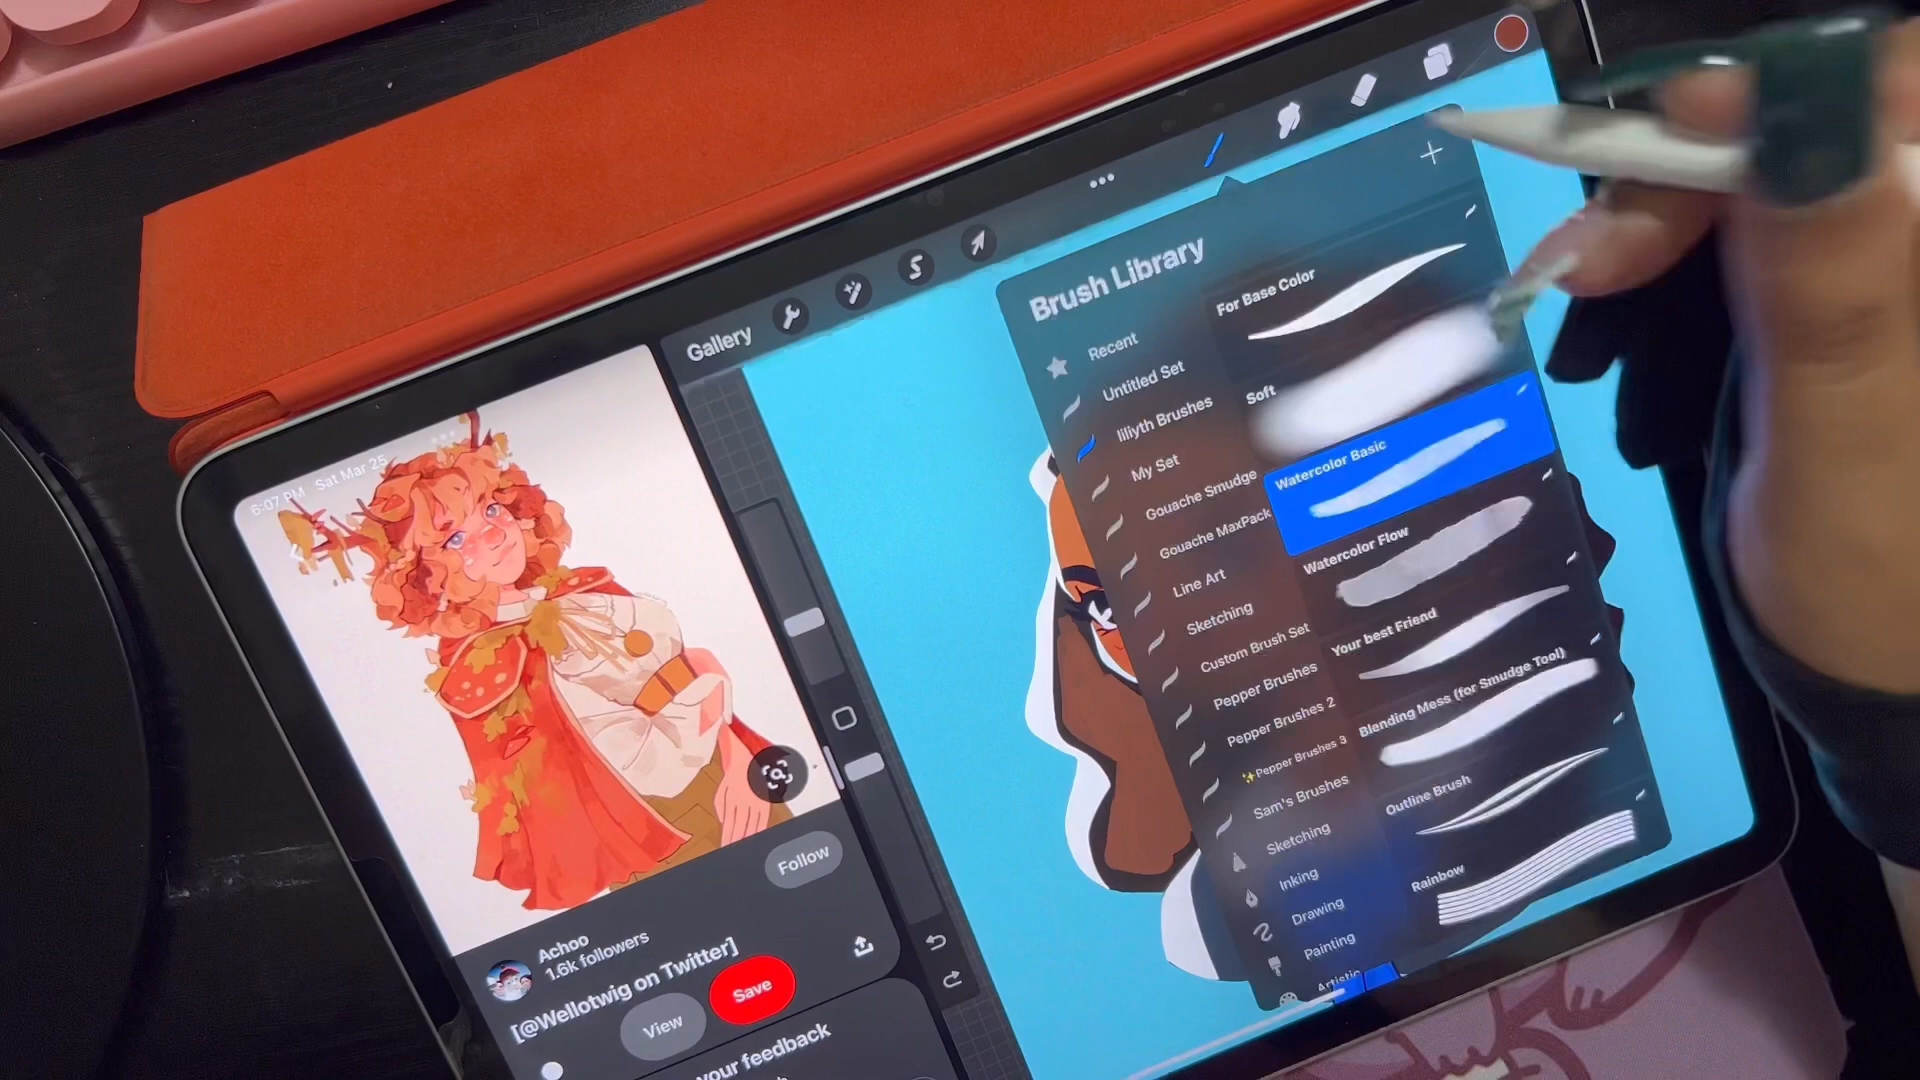 6:07 PM Sat Mar 25
Achoo
1.6k followers
[@Wellotwig on Twitter]
Follow
View
Save
your feedback
Gallery
Brush Library
Recent
Untitled Set
liliyth Brushes
My Set
Gouache Smudge
Gouache MaxPack
Line Art
Sketching
Custom Brush Set
Pepper Brushes
Pepper Brushes 2
✨Pepper Brushes 3
Sam's Brushes
Sketching
Inking
Drawing
Painting
Artistic
For Base Color
Soft
Watercolor Basic
Watercolor Flow
Your best Friend
Blending Mess (for Smudge Tool)
Outline Brush
Rainbow